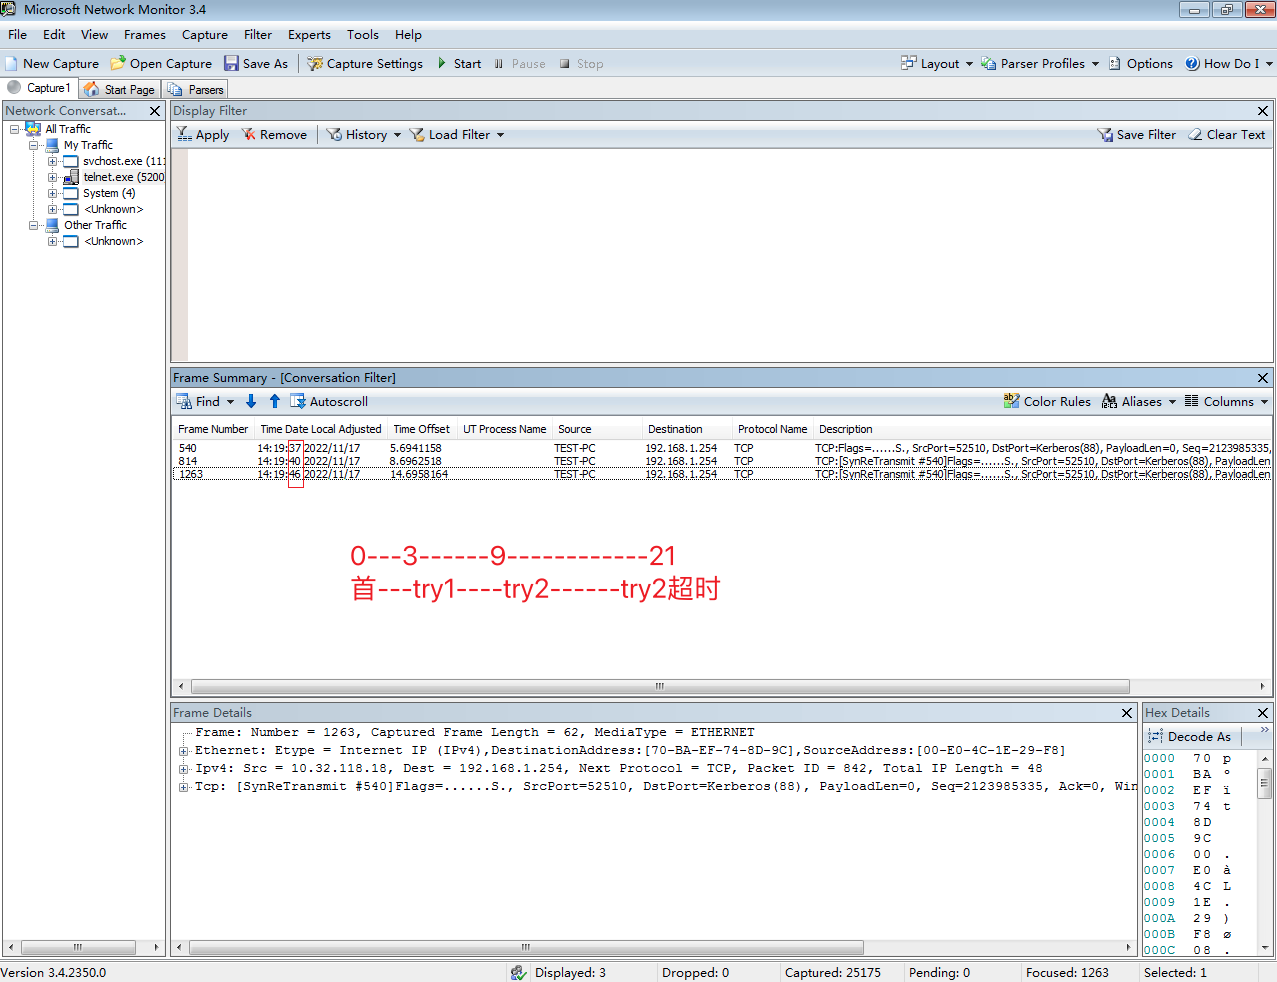 Microsoft Network Monitor 3.4
File Edit View Frames Capture Filter Experts Tools Help
New Capture Open Capture Save As Capture Settings Start Pause Stop Layout Parser Profiles Options How Do I
Capture1 Start Page Parsers
Network Conversat...
All Traffic
My Traffic
svchost.exe (111
telnet.exe (5200
System (4)
<Unknown>
Other Traffic
<Unknown>
Display Filter
Apply Remove History Load Filter Save Filter Clear Text
Frame Summary - [Conversation Filter]
Find Autoscroll Color Rules Aliases Columns
Frame Number Time Date Local Adjusted Time Offset UT Process Name Source Destination Protocol Name Description
540 14:19:37 2022/11/17 5.6941158 TEST-PC 192.168.1.254 TCP TCP:Flags=......S., SrcPort=52510, DstPort=Kerberos(88), PayloadLen=0, Seq=2123985335,
814 14:19:40 2022/11/17 8.6962518 TEST-PC 192.168.1.254 TCP TCP:[SynReTransmit #540]Flags=......S., SrcPort=52510, DstPort=Kerberos(88), PayloadLen
1263 14:19:46 2022/11/17 14.6958164 TEST-PC 192.168.1.254 TCP TCP:[SynReTransmit #540]Flags=......S., SrcPort=52510, DstPort=Kerberos(88), PayloadLen
0---3------9------------21
首---try1----try2------try2超时
Frame Details
Frame: Number = 1263, Captured Frame Length = 62, MediaType = ETHERNET
Ethernet: Etype = Internet IP (IPv4),DestinationAddress:[70-BA-EF-74-8D-9C],SourceAddress:[00-E0-4C-1E-29-F8]
Ipv4: Src = 10.32.118.18, Dest = 192.168.1.254, Next Protocol = TCP, Packet ID = 842, Total IP Length = 48
Tcp: [SynReTransmit #540]Flags=......S., SrcPort=52510, DstPort=Kerberos(88), PayloadLen=0, Seq=2123985335, Ack=0, Win
Hex Details
Decode As
0000 70 p
0001 BA º
0002 EF ï
0003 74 t
0004 8D
0005 9C
0006 00 .
0007 E0 à
0008 4C L
0009 1E .
000A 29 )
000B F8 ø
000C 08 .
Version 3.4.2350.0 Displayed: 3 Dropped: 0 Captured: 25175 Pending: 0 Focused: 1263 Selected: 1